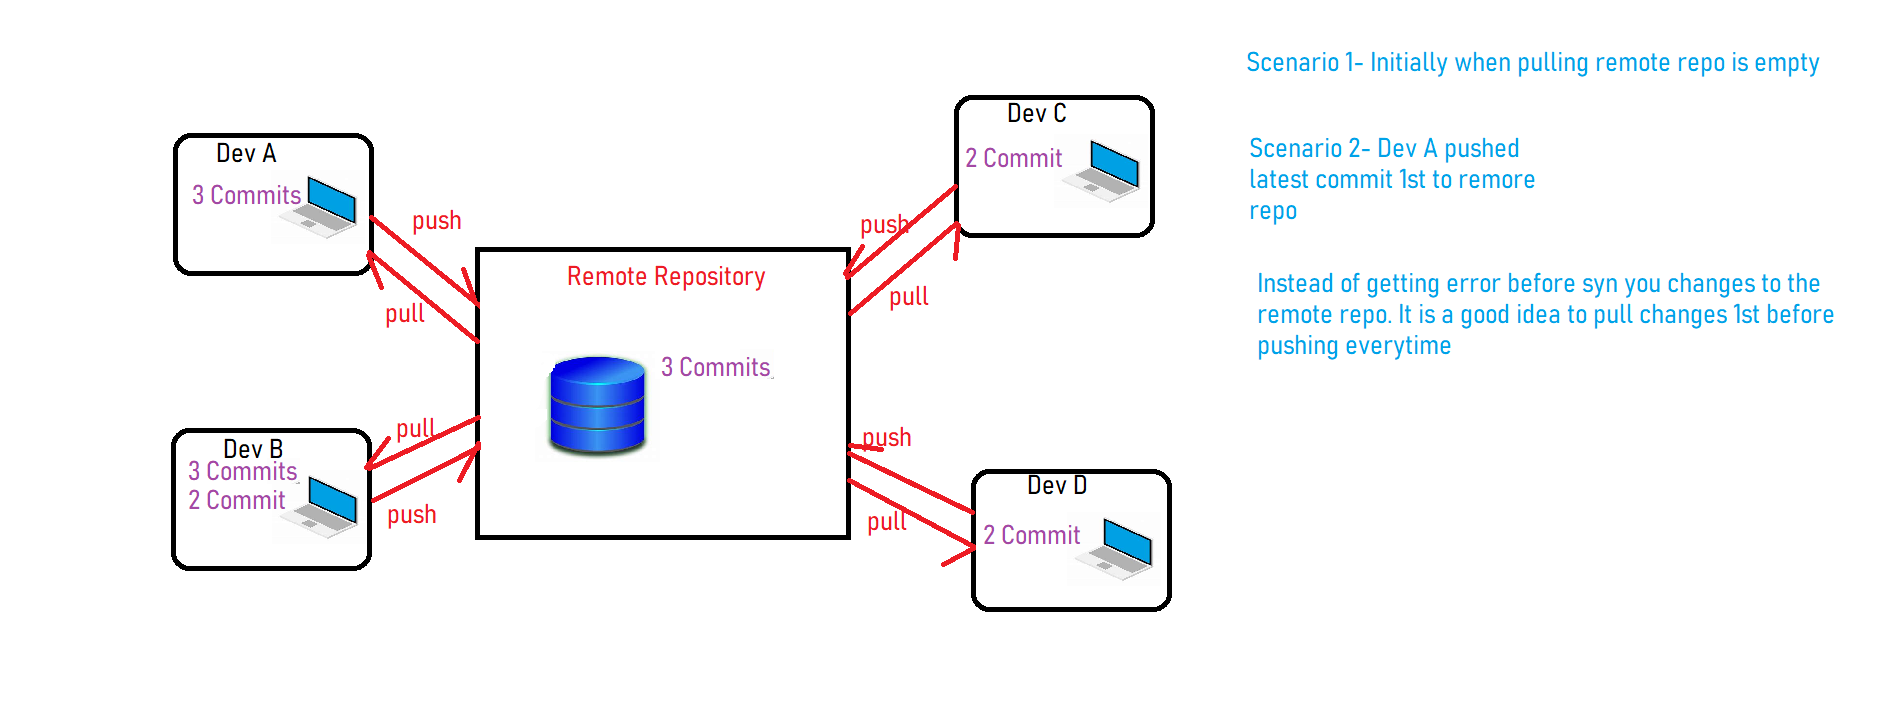 Scenario 1- Initially when pulling remote repo is empty
Scenario 2- Dev A pushed
latest commit 1st to remore
repo
Instead of getting error before syn you changes to the
remote repo. It is a good idea to pull changes 1st before
pushing everytime
Dev A
3 Commits
push
pull
Dev C
2 Commit
push
pull
Remote Repository
3 Commits
Dev B
3 Commits
2 Commit
pull
push
push
pull
Dev D
2 Commit